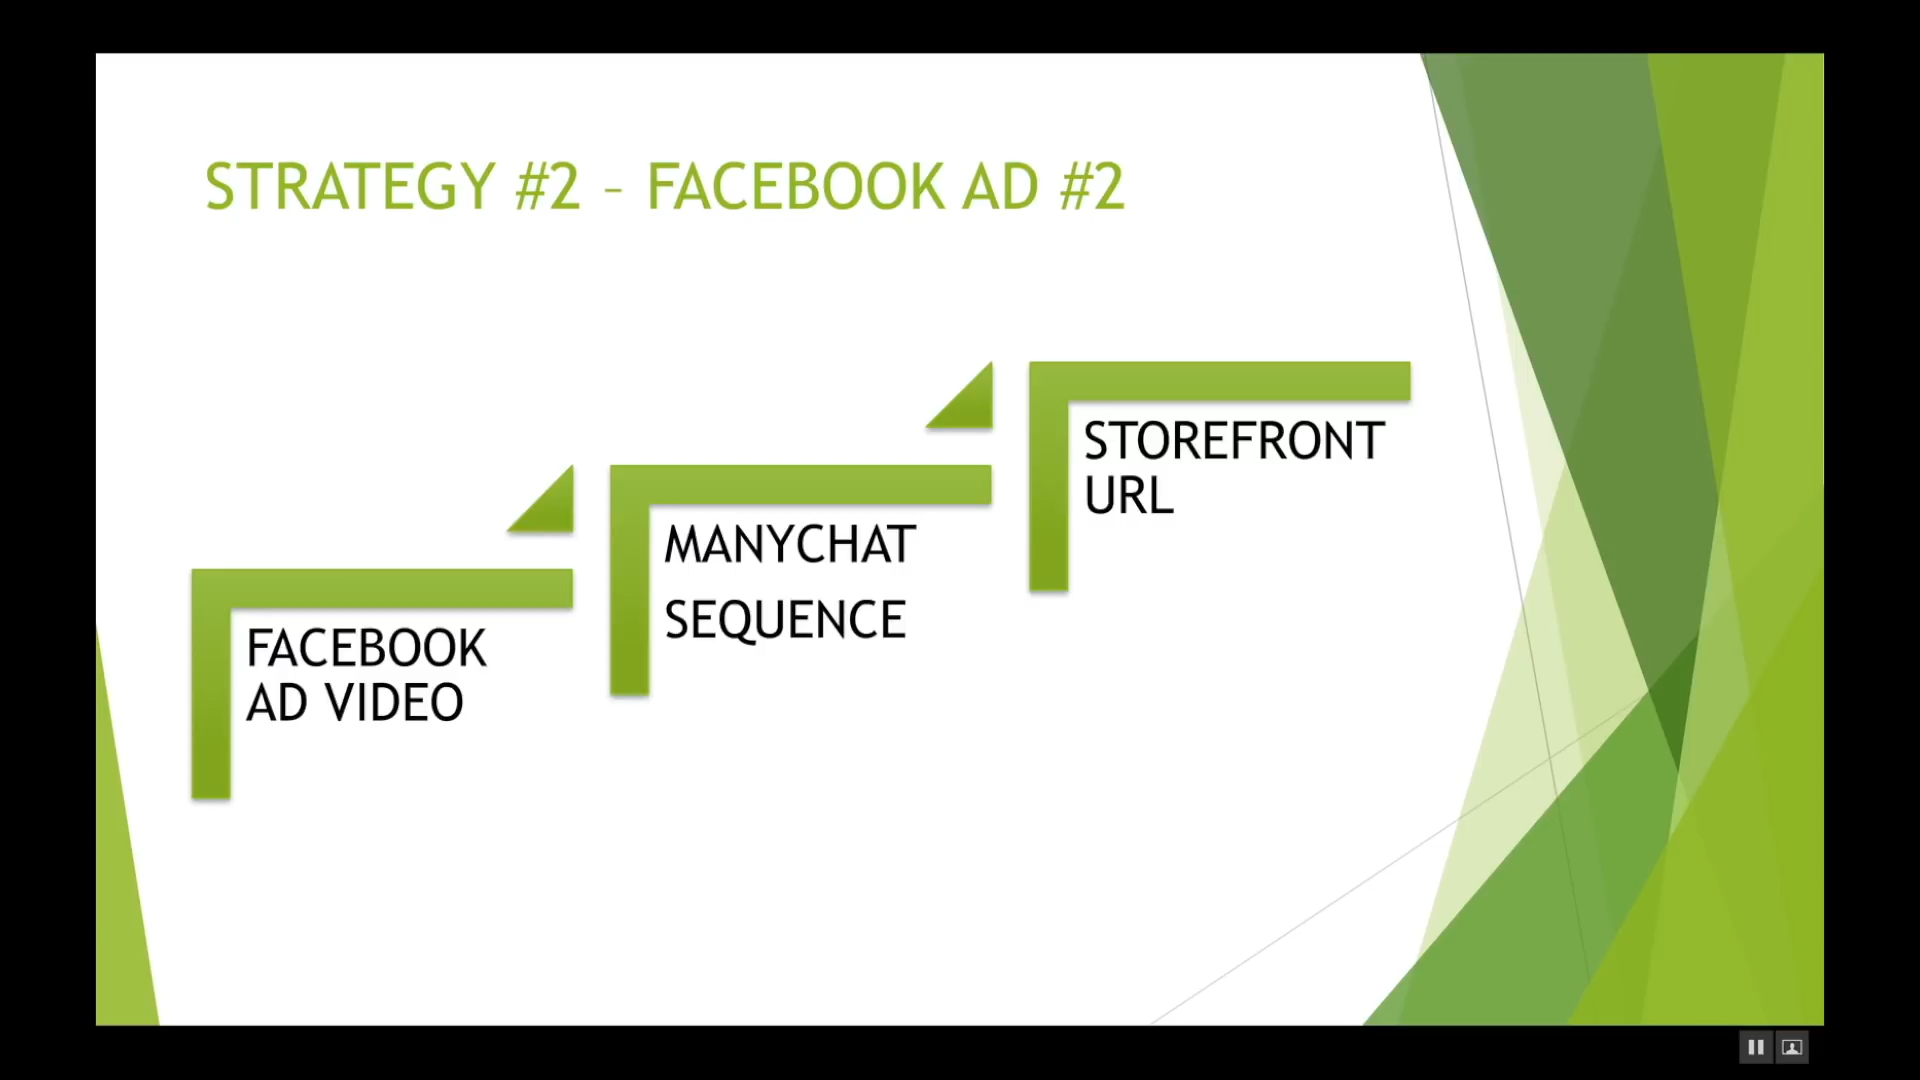 STRATEGY #2 – FACEBOOK AD #2
FACEBOOK
AD VIDEO
MANYCHAT
SEQUENCE
STOREFRONT
URL